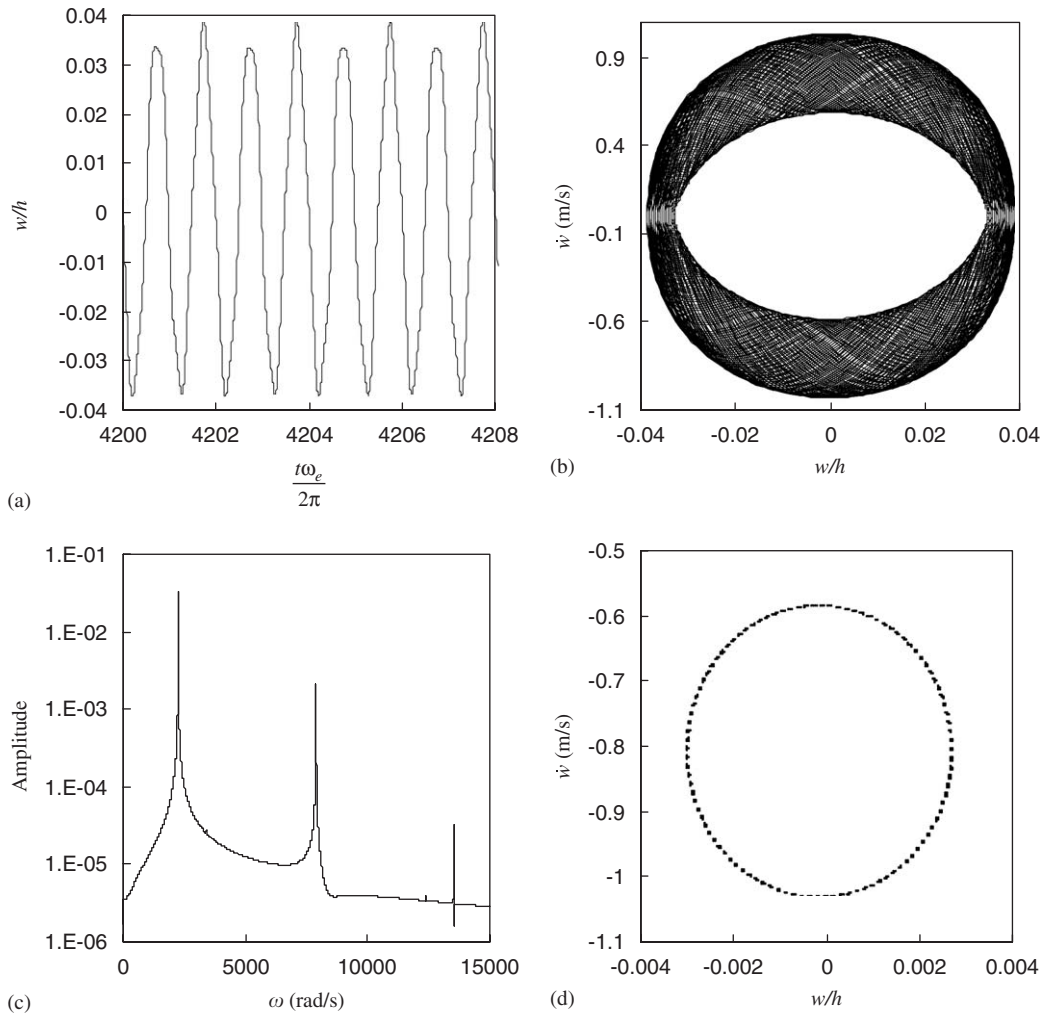 0.04
0.03
0.02
0.01
0
-0.01
-0.02
-0.03
-0.04
w/h
4200 4202 4204 4206 4208
tωₑ
2π
(a)
0.9
0.4
-0.1
-0.6
-1.1
ẇ (m/s)
-0.04 -0.02 0 0.02 0.04
w/h
(b)
1.E-01
1.E-02
1.E-03
1.E-04
1.E-05
1.E-06
Amplitude
0 5000 10000 15000
ω (rad/s)
(c)
-0.5
-0.6
-0.7
-0.8
-0.9
-1
-1.1
ẇ (m/s)
-0.004 -0.002 0 0.002 0.004
w/h
(d)